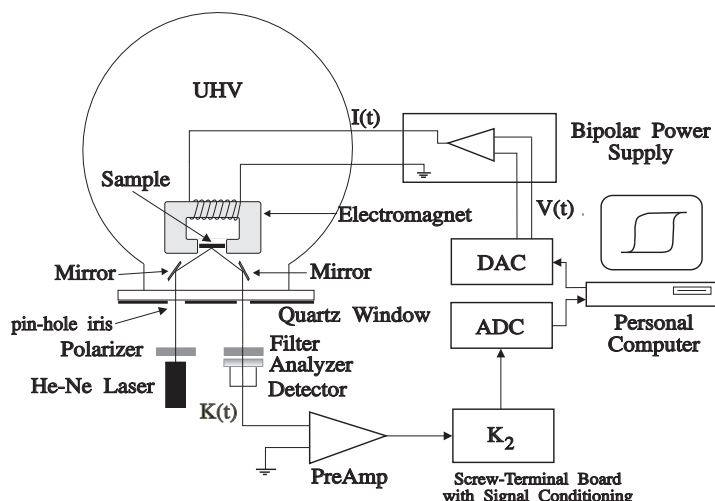 UHV
I(t)
Bipolar Power
Supply
Sample
Electromagnet
V(t)
Mirror
Mirror
DAC
Quartz Window
pin-hole iris
ADC
Personal
Computer
Polarizer
Filter
Analyzer
He-Ne Laser
Detector
K(t)
K2
PreAmp
Screw-Terminal Board
with Signal Conditioning